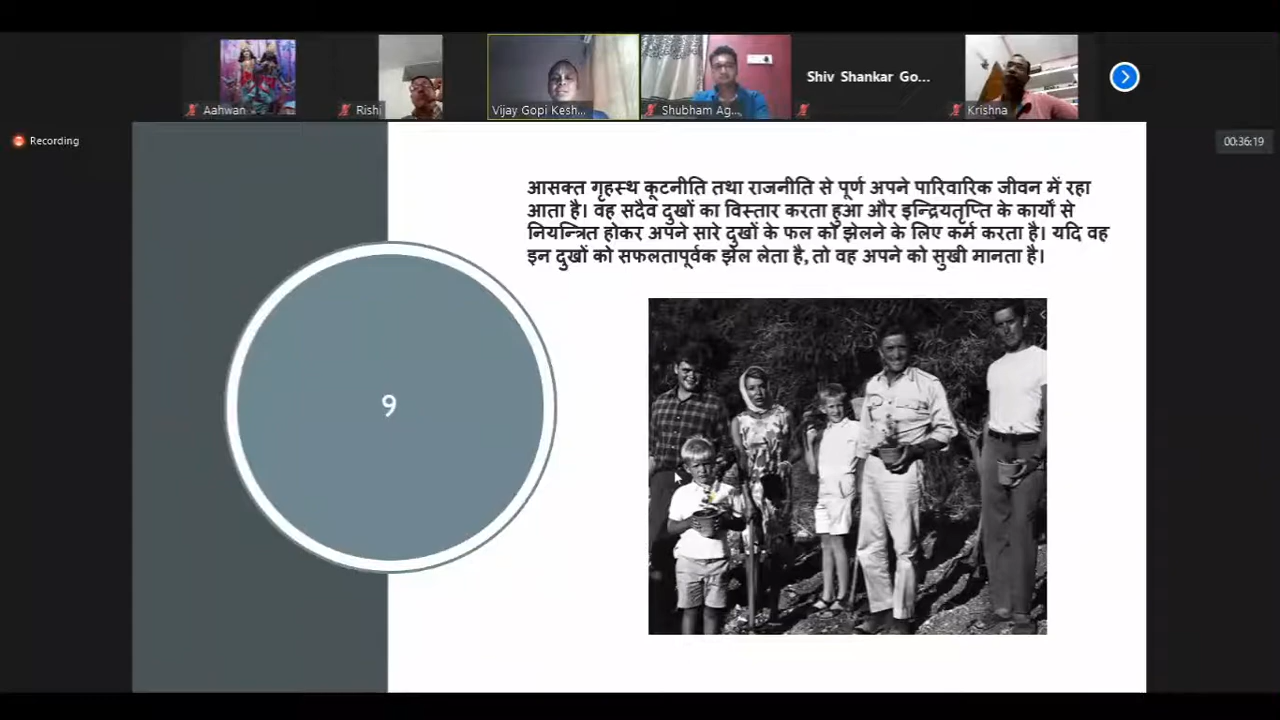 Aahwan
Rishi
Vijay Gopi Kesh...
Shubham Ag...
Shiv Shankar Go...
Krishna
Recording
00:36:19
आसक्त गृहस्थ कूटनीति तथा राजनीति से पूर्ण अपने पारिवारिक जीवन में रहा
आता है। वह सदैव दुखों का विस्तार करता हुआ और इन्द्रियतृप्ति के कार्यों से
नियन्त्रित होकर अपने सारे दुखों के फल को झेलने के लिए कर्म करता है। यदि वह
इन दुखों को सफलतापूर्वक झेल लेता है, तो वह अपने को सुखी मानता है।
9